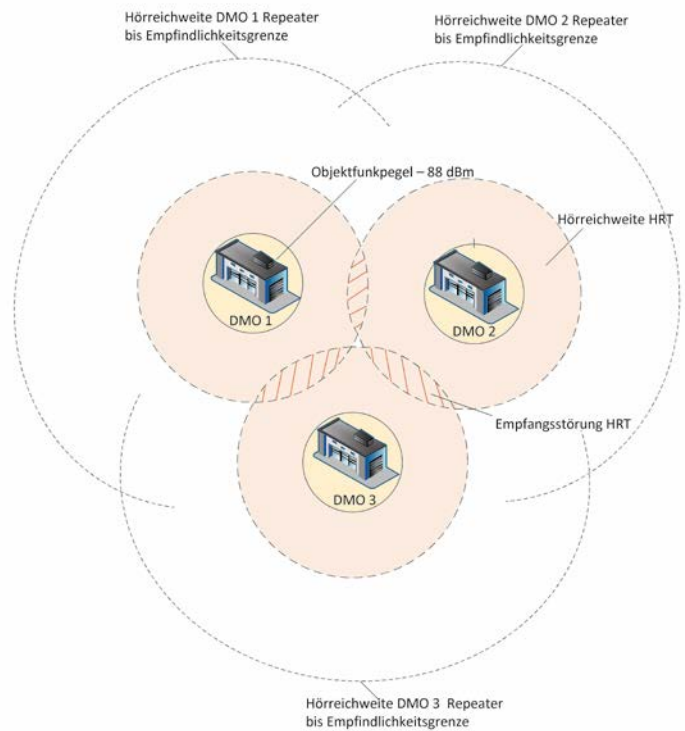 Hörreichweite DMO 1 Repeater
bis Empfindlichkeitsgrenze
Hörreichweite DMO 2 Repeater
bis Empfindlichkeitsgrenze
Objektfunkpegel – 88 dBm
Hörreichweite HRT
DMO 1
DMO 2
Empfangsstörung HRT
DMO 3
Hörreichweite DMO 3 Repeater
bis Empfindlichkeitsgrenze